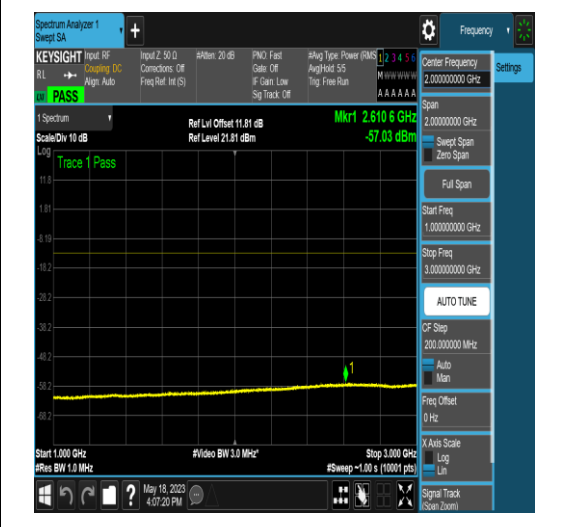 Spectrum Analyzer 1
Swept SA
+
Frequency
KEYSIGHT
RL
PASS
Input: RF
Coupling: DC
Align: Auto
Input Z: 50 Ω
Corrections: Off
Freq Ref: Int (S)
#Atten: 20 dB
PNO: Fast
Gate: Off
IF Gain: Low
Sig Track: Off
#Avg Type: Power (RMS
Avg|Hold: 5/5
Trig: Free Run
1 2 3 4 5 6
M W W W W W
A A A A A A
1 Spectrum
Scale/Div 10 dB
Ref Lvl Offset 11.81 dB
Ref Level 21.81 dBm
Mkr1 2.610 6 GHz
-57.03 dBm
Log
Trace 1 Pass
11.8
1.81
-8.19
-18.2
-28.2
-38.2
-48.2
-58.2
-68.2
1
Start 1.000 GHz
#Res BW 1.0 MHz
#Video BW 3.0 MHz*
Stop 3.000 GHz
#Sweep ~1.00 s (10001 pts)
?
May 18, 2023
4:07:20 PM
Center Frequency
2.000000000 GHz
Settings
Span
2.00000000 GHz
Swept Span
Zero Span
Full Span
Start Freq
1.000000000 GHz
Stop Freq
3.000000000 GHz
AUTO TUNE
CF Step
200.000000 MHz
Auto
Man
Freq Offset
0 Hz
X Axis Scale
Log
Lin
Signal Track
(Span Zoom)